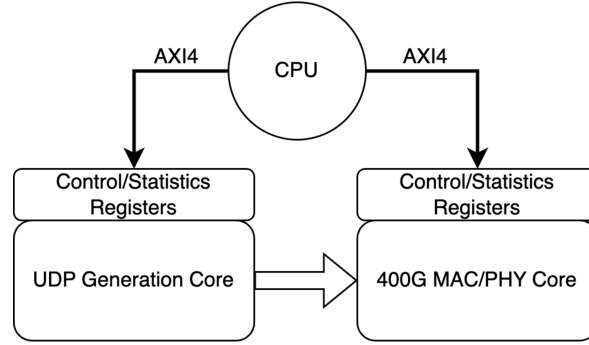 CPU
AXI4
AXI4
Control/Statistics
Registers
Control/Statistics
Registers
UDP Generation Core
400G MAC/PHY Core